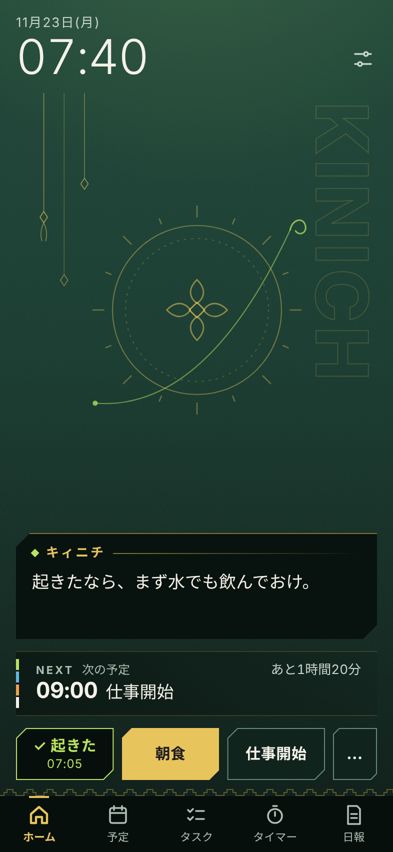 11月23日(月)
07:40
KINICH
キィニチ
起きたなら、まず水でも飲んでおけ。
NEXT 次の予定 あと1時間20分
09:00 仕事開始
起きた
07:05
朝食
仕事開始
…
ホーム 予定 タスク タイマー 日報